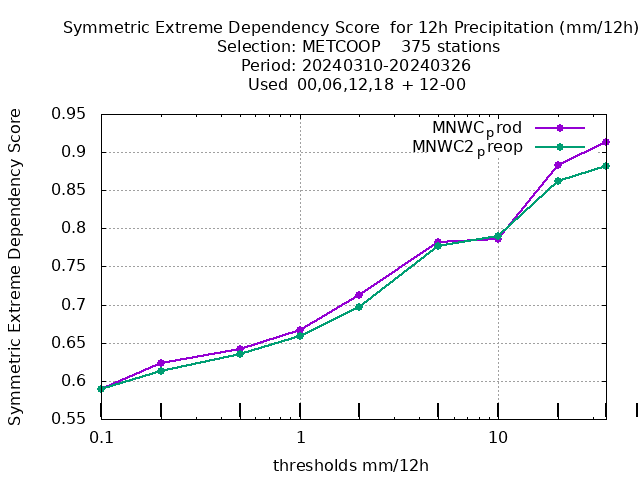 Symmetric Extreme Dependency Score  for 12h Precipitation (mm/12h)
Selection: METCOOP    375 stations
Period: 20240310-20240326
Used  00,06,12,18 + 12-00
MNWCprod
MNWC2preop
Symmetric Extreme Dependency Score
0.95
0.9
0.85
0.8
0.75
0.7
0.65
0.6
0.55
0.1 1 10
thresholds mm/12h